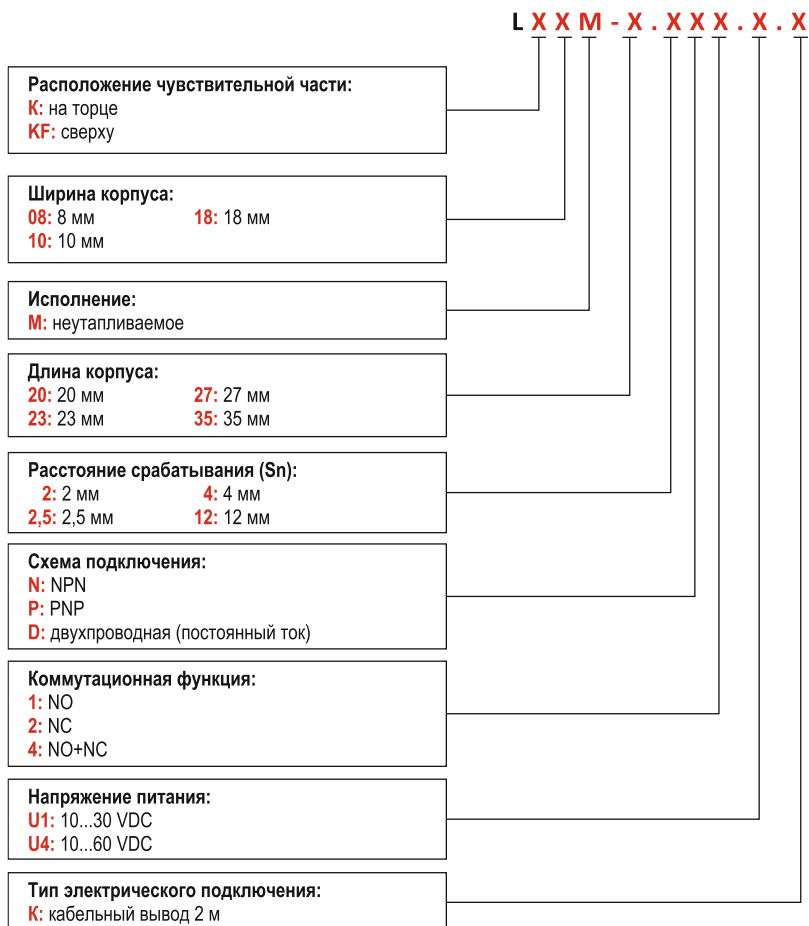 L X X M - X . X X X . X . X
Расположение чувствительной части:
К: на торце
KF: сверху
Ширина корпуса:
08: 8 мм 18: 18 мм
10: 10 мм
Исполнение:
М: неутапливаемое
Длина корпуса:
20: 20 мм 27: 27 мм
23: 23 мм 35: 35 мм
Расстояние срабатывания (Sn):
2: 2 мм 4: 4 мм
2,5: 2,5 мм 12: 12 мм
Схема подключения:
N: NPN
P: PNP
D: двухпроводная (постоянный ток)
Коммутационная функция:
1: NO
2: NC
4: NO+NC
Напряжение питания:
U1: 10...30 VDC
U4: 10...60 VDC
Тип электрического подключения:
К: кабельный вывод 2 м